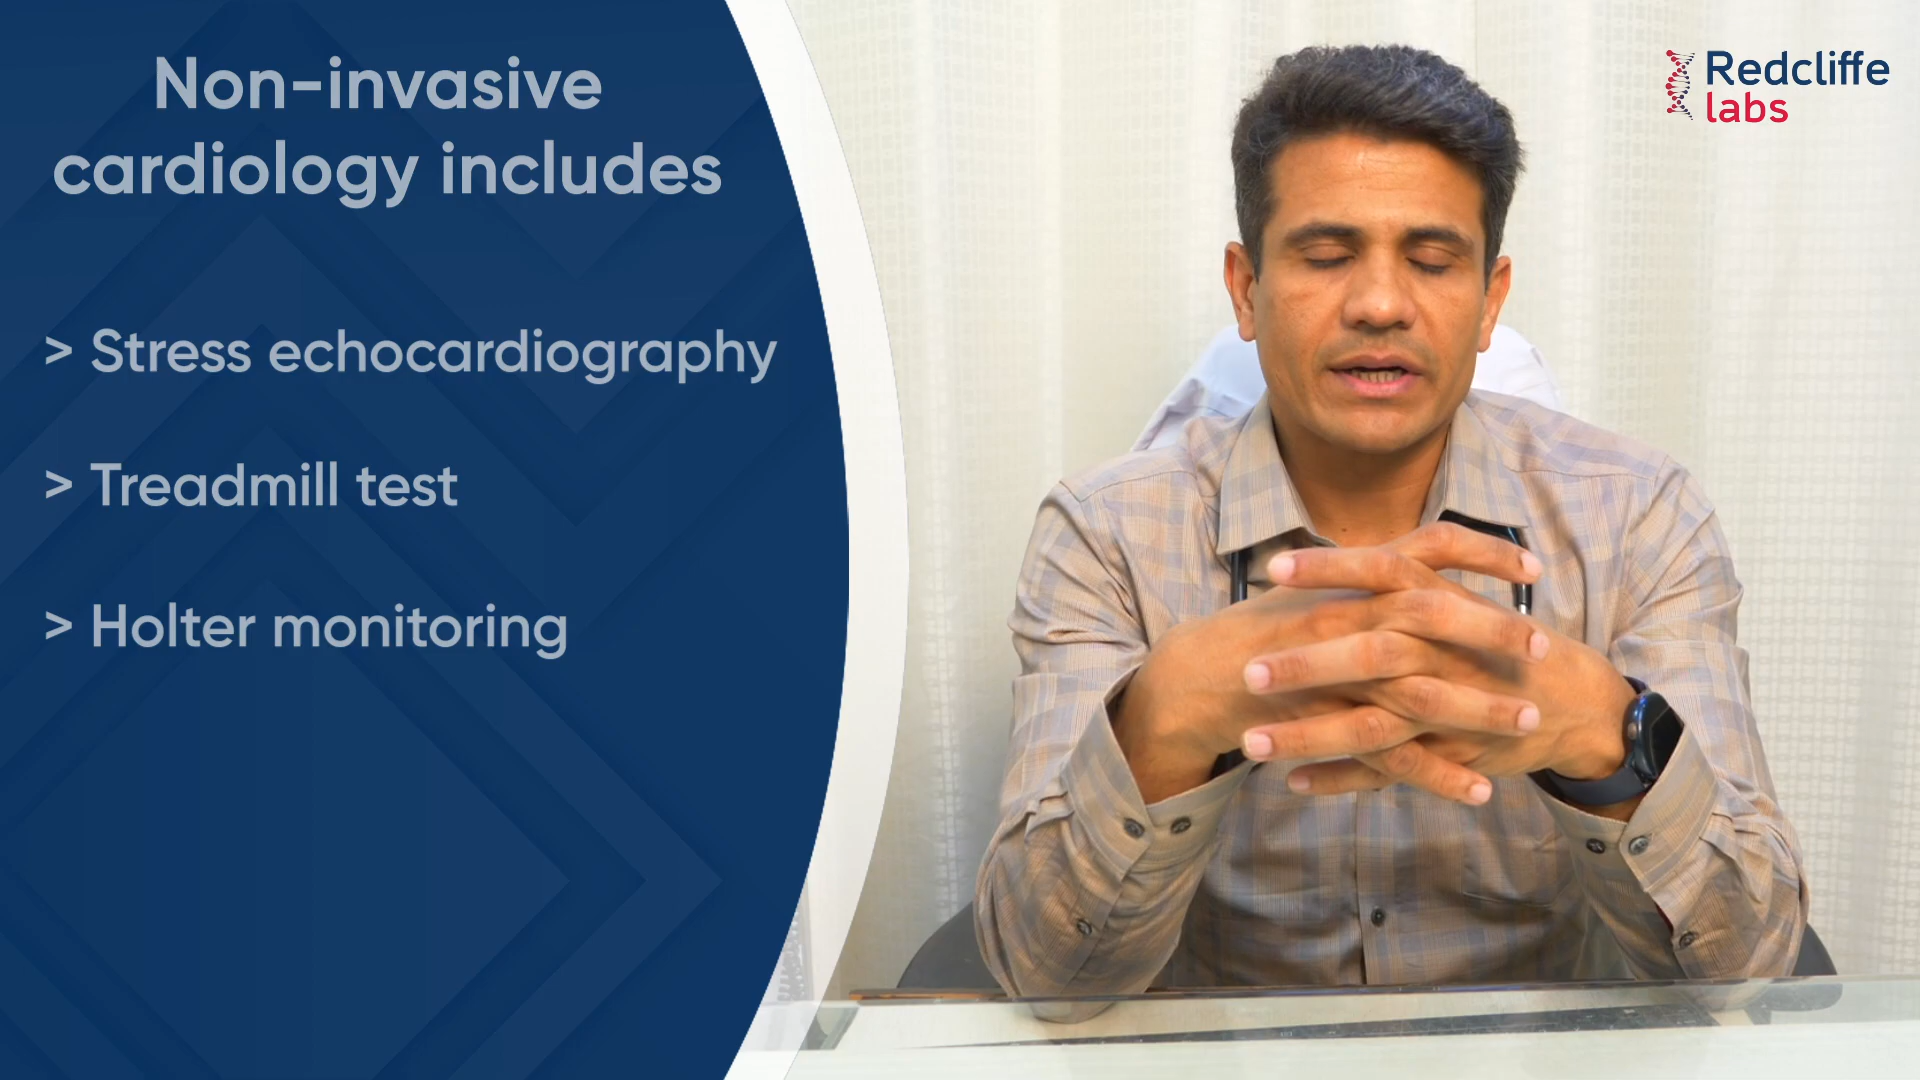 Non-invasive
cardiology includes
> Stress echocardiography
> Treadmill test
> Holter monitoring
Redcliffe
labs